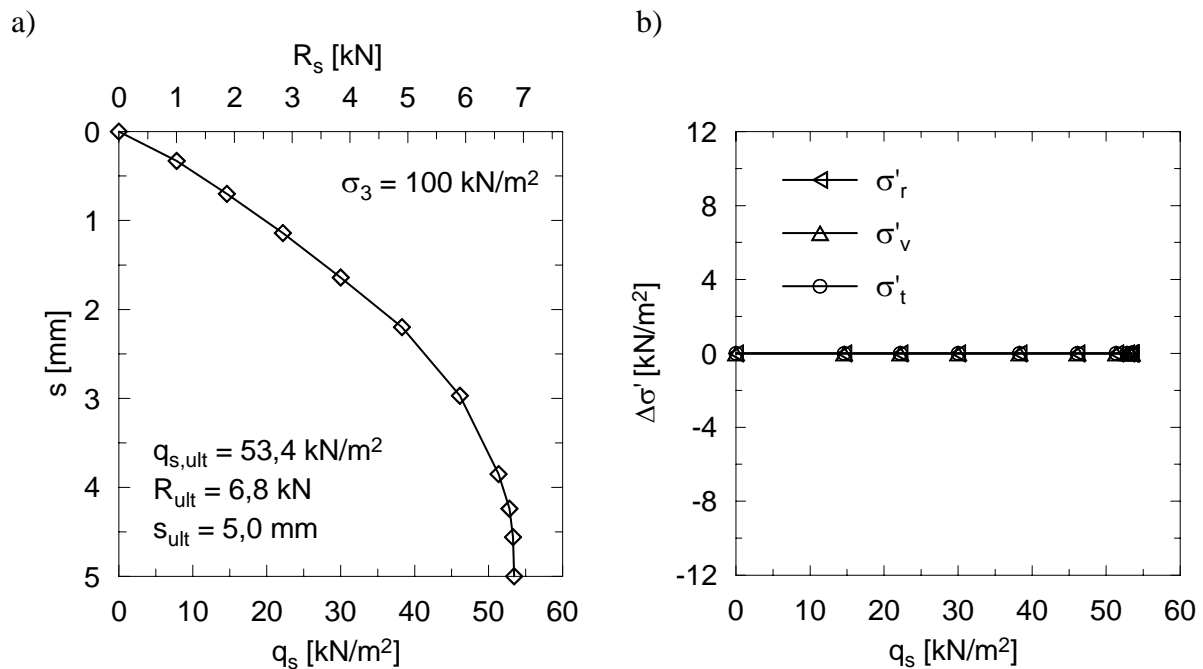 a)
R_s [kN]
0 1 2 3 4 5 6 7
0
1
2
3
4
5
s [mm]
σ_3 = 100 kN/m²
q_s,ult = 53,4 kN/m²
R_ult = 6,8 kN
s_ult = 5,0 mm
0 10 20 30 40 50 60
q_s [kN/m²]
b)
12
8
4
0
-4
-8
-12
Δσ' [kN/m²]
σ'_r
σ'_v
σ'_t
0 10 20 30 40 50 60
q_s [kN/m²]